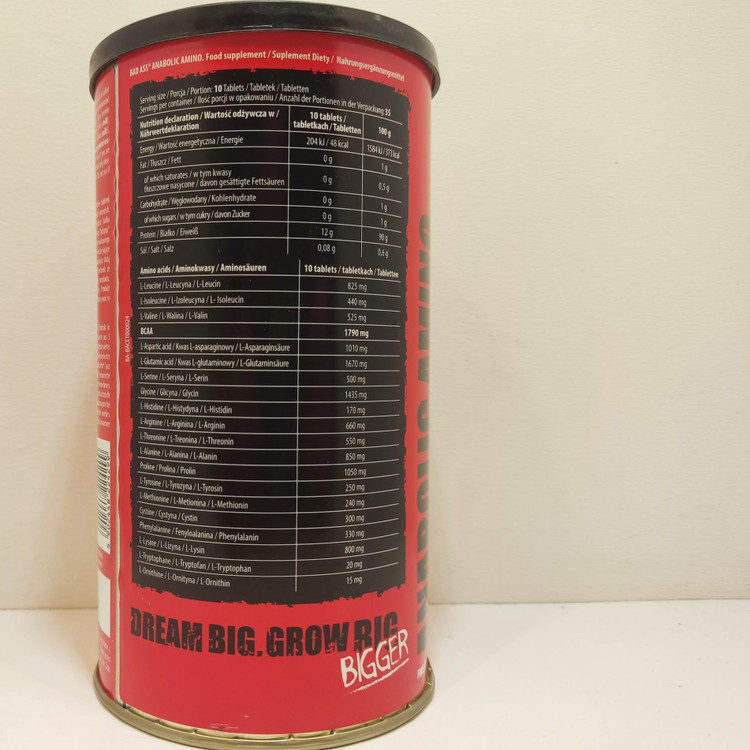 BAD ASS® ANABOLIC AMINO. Food supplement / Suplement Diety / Nahrungsergänzungsmittel
Serving size / Porcja / Portion: 10 Tablets / Tabletek / Tabletten
Servings per container / Ilość porcji w opakowaniu / Anzahl der Portionen in der Verpackung: 35
Nutrition declaration / Wartość odżywcza w / Nährwertdeklaration 10 tablets / tabletkach / Tabletten 100 g
Energy / Wartość energetyczna / Energie 204 kJ / 48 kcal 1584 kJ / 373 kcal
Fat / Tłuszcz / Fett 0 g 1 g
of which saturates / w tym kwasy tłuszczowe nasycone / davon gesättigte Fettsäuren 0 g 0,5 g
Carbohydrate / Węglowodany / Kohlenhydrate 0 g 1 g
of which sugars / w tym cukry / davon Zucker 0 g 1 g
Protein / Białko / Eiweiß 12 g 90 g
Sól / Salt / Salz 0,08 g 0,6 g
Amino acids / Aminokwasy / Aminosäuren 10 tablets / tabletkach / Tabletten
L-Leucine / L-Leucyna / L-Leucin 825 mg
L-Isoleucine / L-Izoleucyna / L- Isoleucin 440 mg
L-Valine / L-Walina / L-Valin 525 mg
BCAA 1790 mg
L-Aspartic acid / Kwas L-asparaginowy / L-Asparaginsäure 1010 mg
L-Glutamic acid / Kwas L-glutaminowy / L-Glutaminsäure 1670 mg
L-Serine / L-Seryna / L-Serin 500 mg
Glycine / Glicyna / Glycin 1435 mg
L-Histidine / L-Histydyna / L-Histidin 170 mg
L-Arginine / L-Arginina / L-Arginin 660 mg
L-Threonine / L-Treonina / L-Threonin 550 mg
L-Alanine / L-Alanina / L-Alanin 850 mg
Proline / Prolina / Prolin 1050 mg
L-Tyrosine / L-Tyrozyna / L-Tyrosin 250 mg
L-Methionine / L-Metionina / L-Methionin 240 mg
Cystine / Cystyna / Cystin 300 mg
Phenylalanine / Fenyloalanina / Phenylalanin 330 mg
L-Lysine / L-Lizyna / L-Lysin 800 mg
L-Tryptophane / L-Tryptofan / L-Tryptophan 20 mg
L-Ornithine / L-Ornityna / L-Ornithin 15 mg
DREAM BIG. GROW BIG
BIGGER
ANABOLIC AMINO